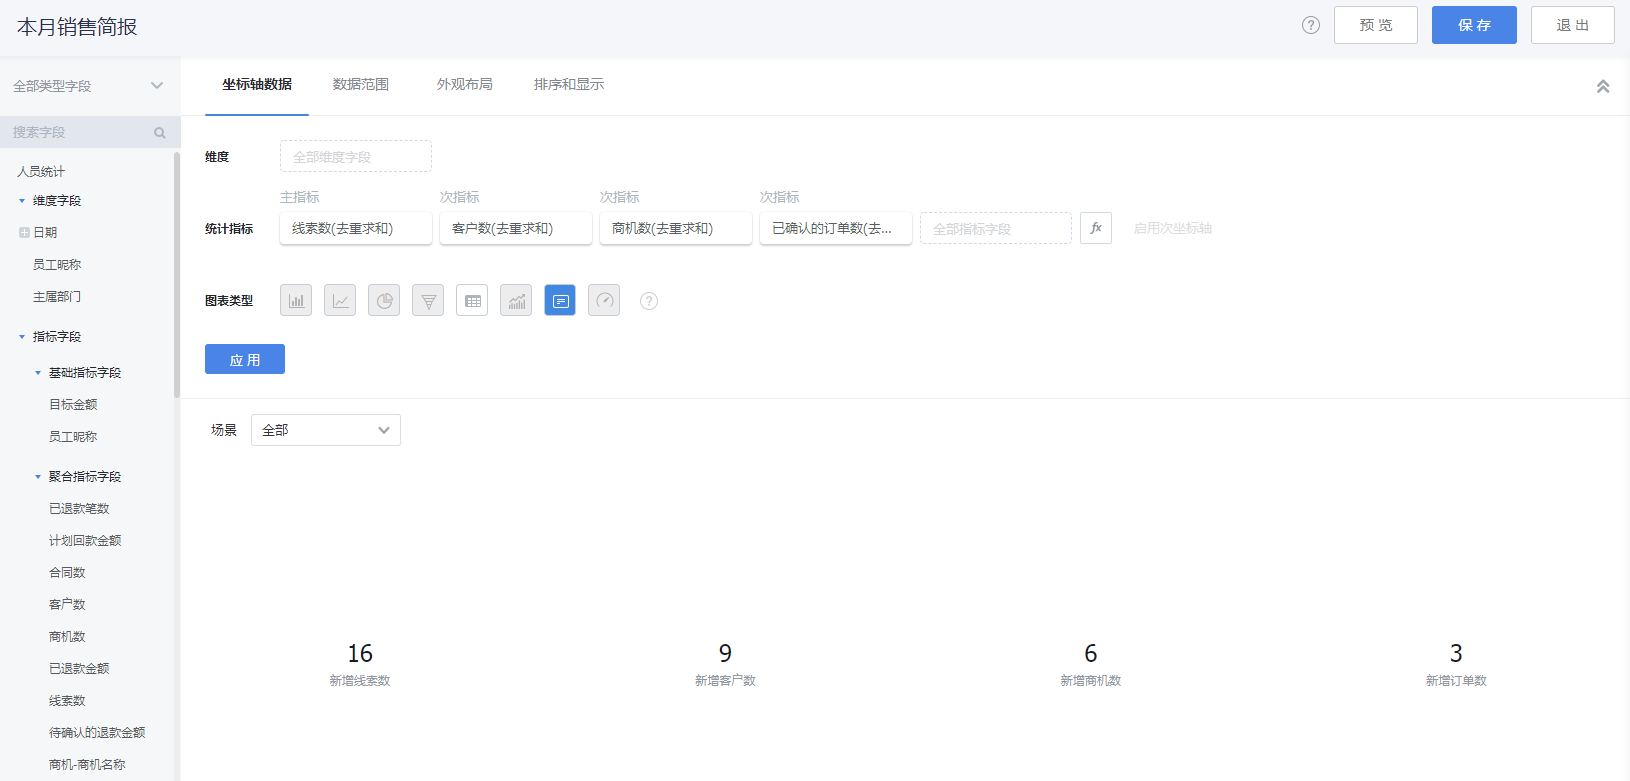 本月销售简报
?
预 览
保 存
退 出
全部类型字段
搜索字段
人员统计
维度字段
日期
员工昵称
主属部门
指标字段
基础指标字段
目标金额
员工昵称
聚合指标字段
已退款笔数
计划回款金额
合同数
客户数
商机数
已退款金额
线索数
待确认的退款金额
商机-商机名称
坐标轴数据 数据范围 外观布局 排序和显示
维度 全部维度字段
主指标 次指标 次指标 次指标
统计指标 线索数(去重求和) 客户数(去重求和) 商机数(去重求和) 已确认的订单数(去... 全部指标字段 fx 启用次坐标轴
图表类型 ?
应 用
场景 全部
16 9 6 3
新增线索数 新增客户数 新增商机数 新增订单数